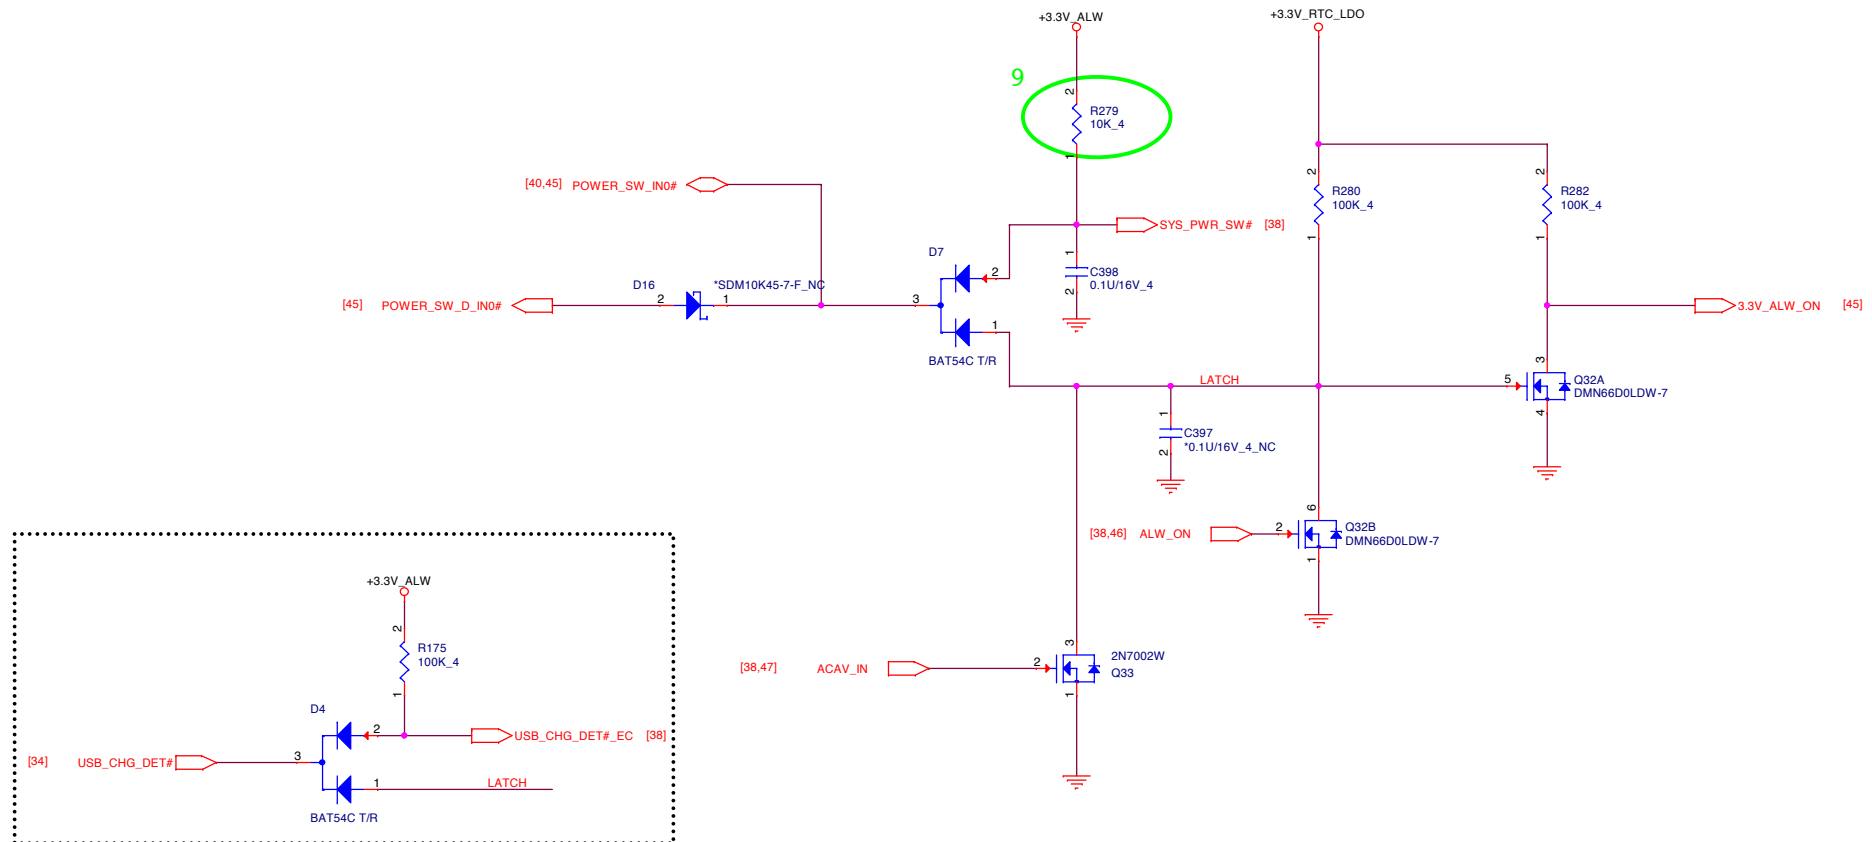 +3.3V_ALW
+3.3V_RTC_LDO
9
2
R279
10K_4
1
[40,45] POWER_SW_IN0#
2
R280
100K_4
1
2
R282
100K_4
1
SYS_PWR_SW# [38]
D7
2
1
C398
0.1U/16V_4
2
D16
*SDM10K45-7-F_NC
[45] POWER_SW_D_IN0#
2
1
3
1
BAT54C T/R
3.3V_ALW_ON [45]
LATCH
3
5
Q32A
DMN66D0LDW-7
4
1
C397
*0.1U/16V_4_NC
2
6
[38,46] ALW_ON
2
Q32B
DMN66D0LDW-7
1
+3.3V_ALW
2
R175
100K_4
1
3
[38,47] ACAV_IN
2
2N7002W
Q33
1
D4
2
USB_CHG_DET#_EC [38]
[34] USB_CHG_DET#
3
1
LATCH
BAT54C T/R